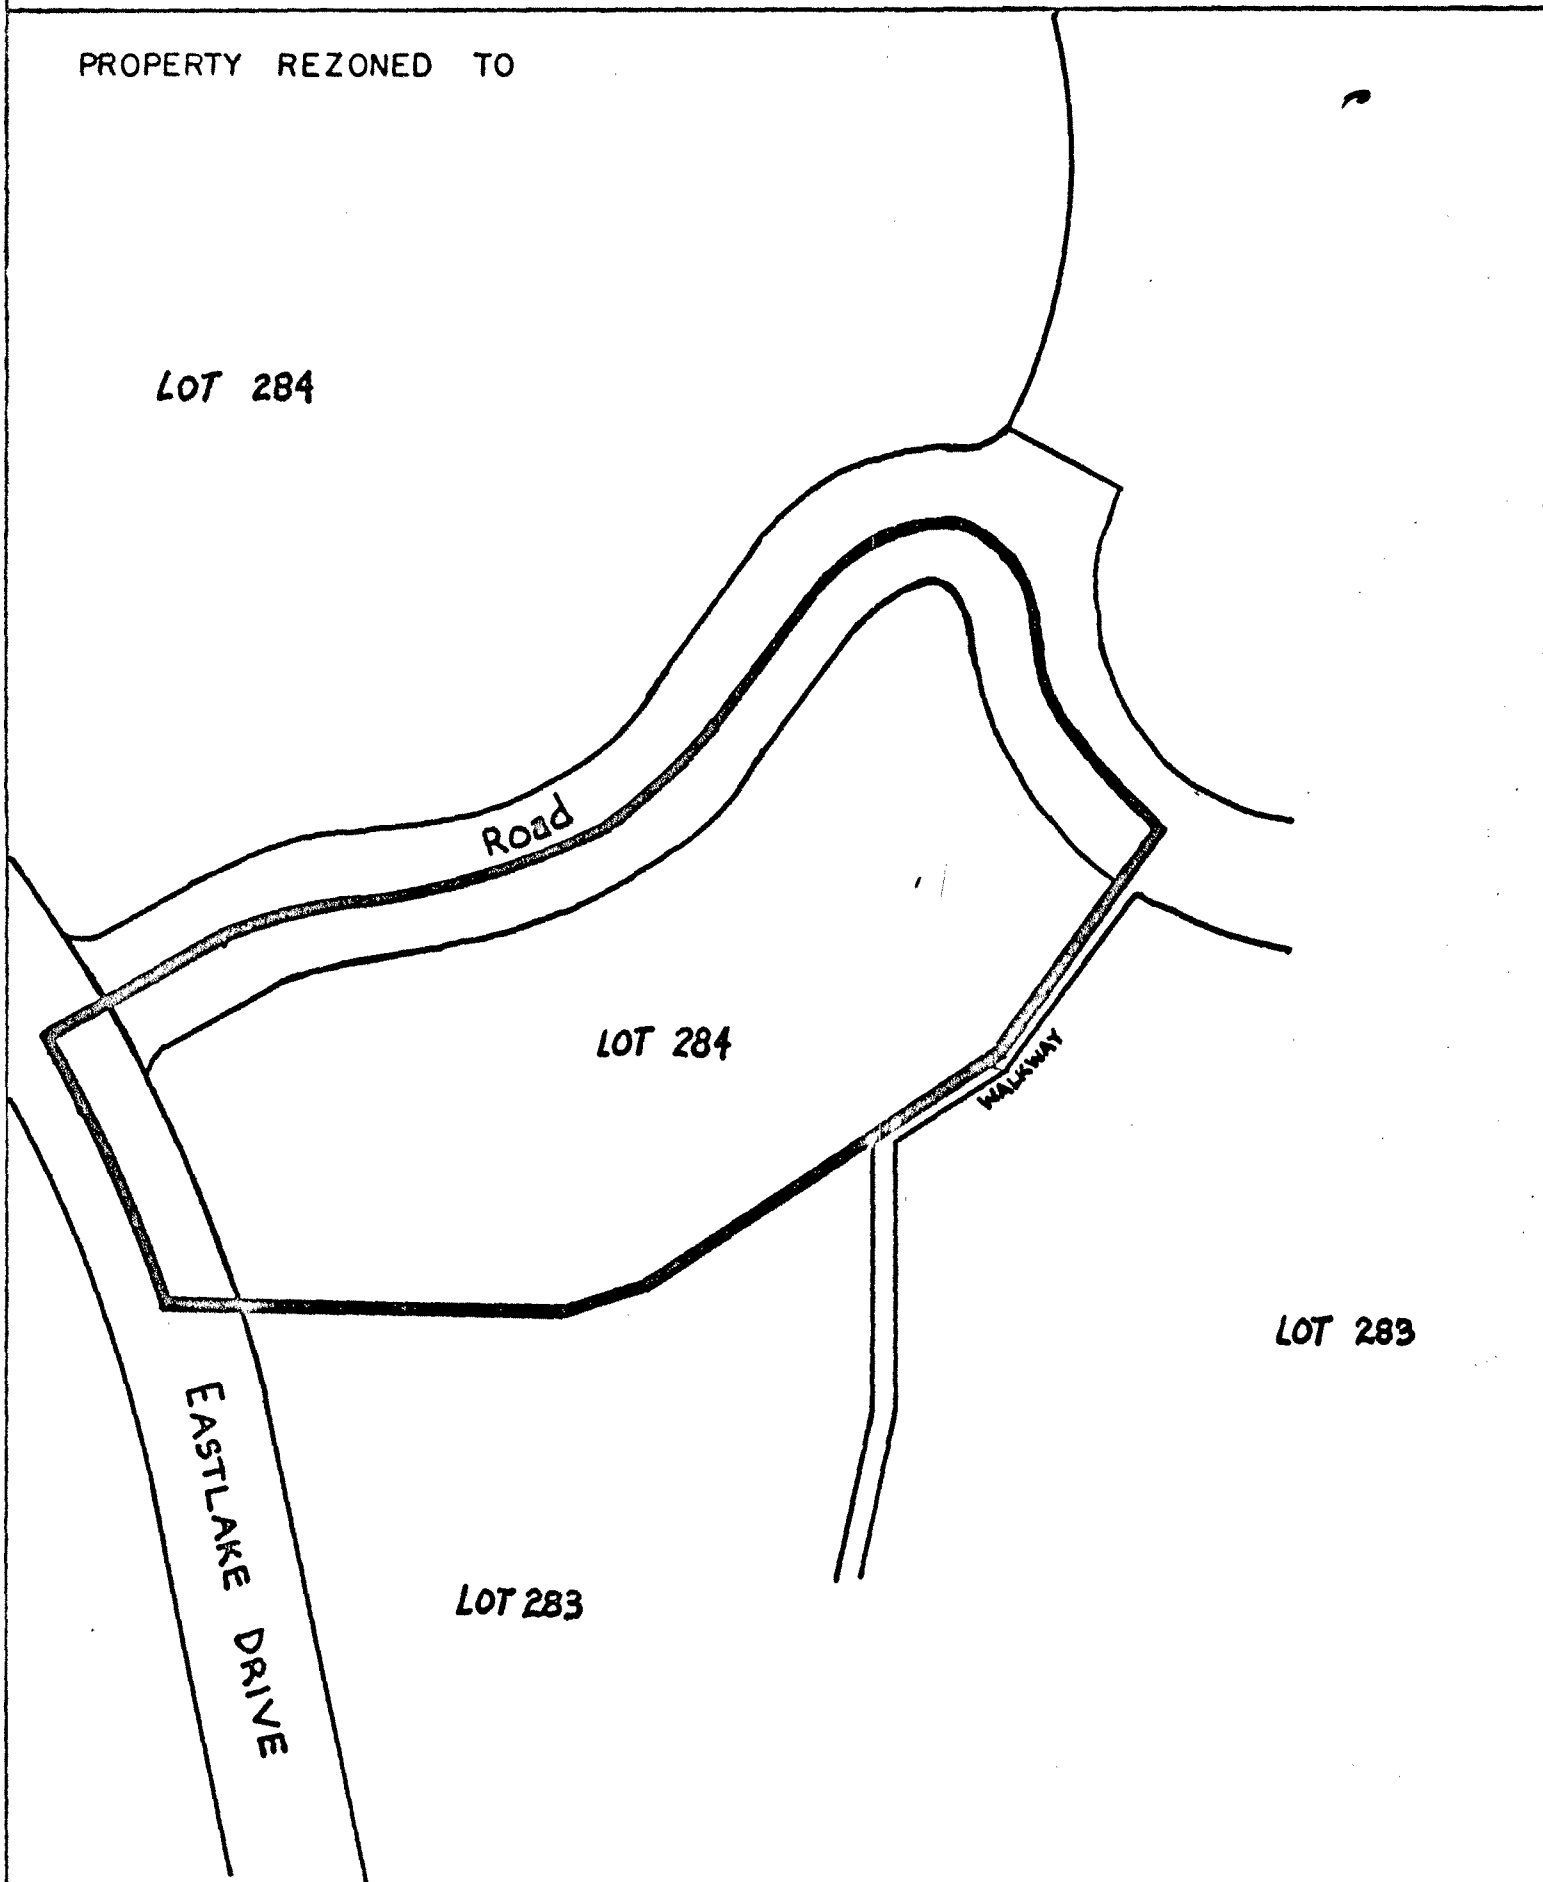 PROPERTY REZONED TO
LOT 284
Road
LOT 284
WALKWAY
LOT 283
EASTLAKE DRIVE
LOT 283